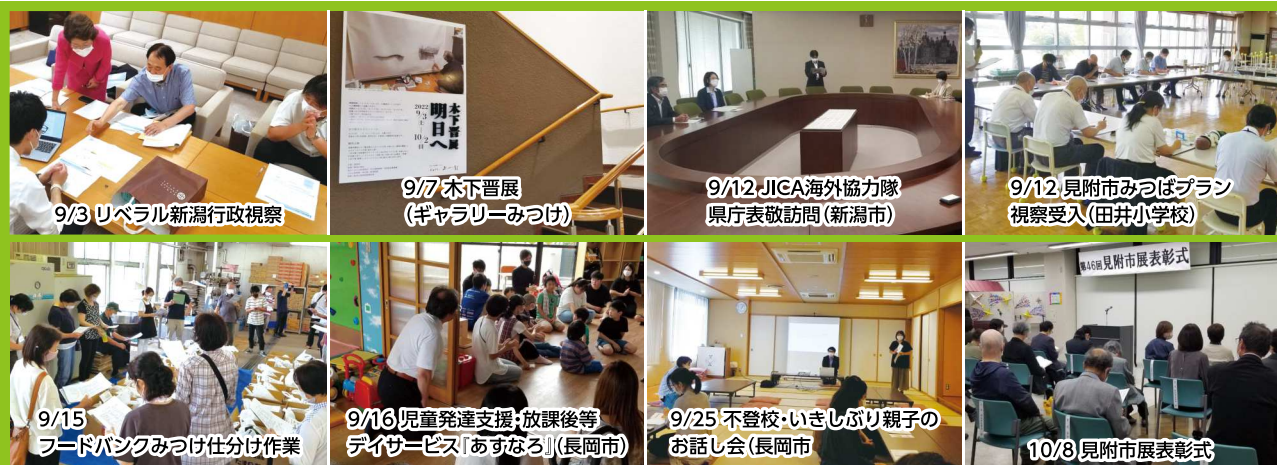 9/3 リベラル新潟行政視察
木下晋展
明日へ
2022
9/7 木下晋展
(ギャラリーみつけ)
9/12 JICA海外協力隊
県庁表敬訪問(新潟市)
9/12 見附市みつばプラン
視察受入(田井小学校)
9/15
フードバンクみつけ仕分け作業
9/16 児童発達支援・放課後等
デイサービス『あずなろ』(長岡市)
9/25 不登校・いきしぶり親子の
お話し会(長岡市
第46回見附市展表彰式
10/8 見附市展表彰式